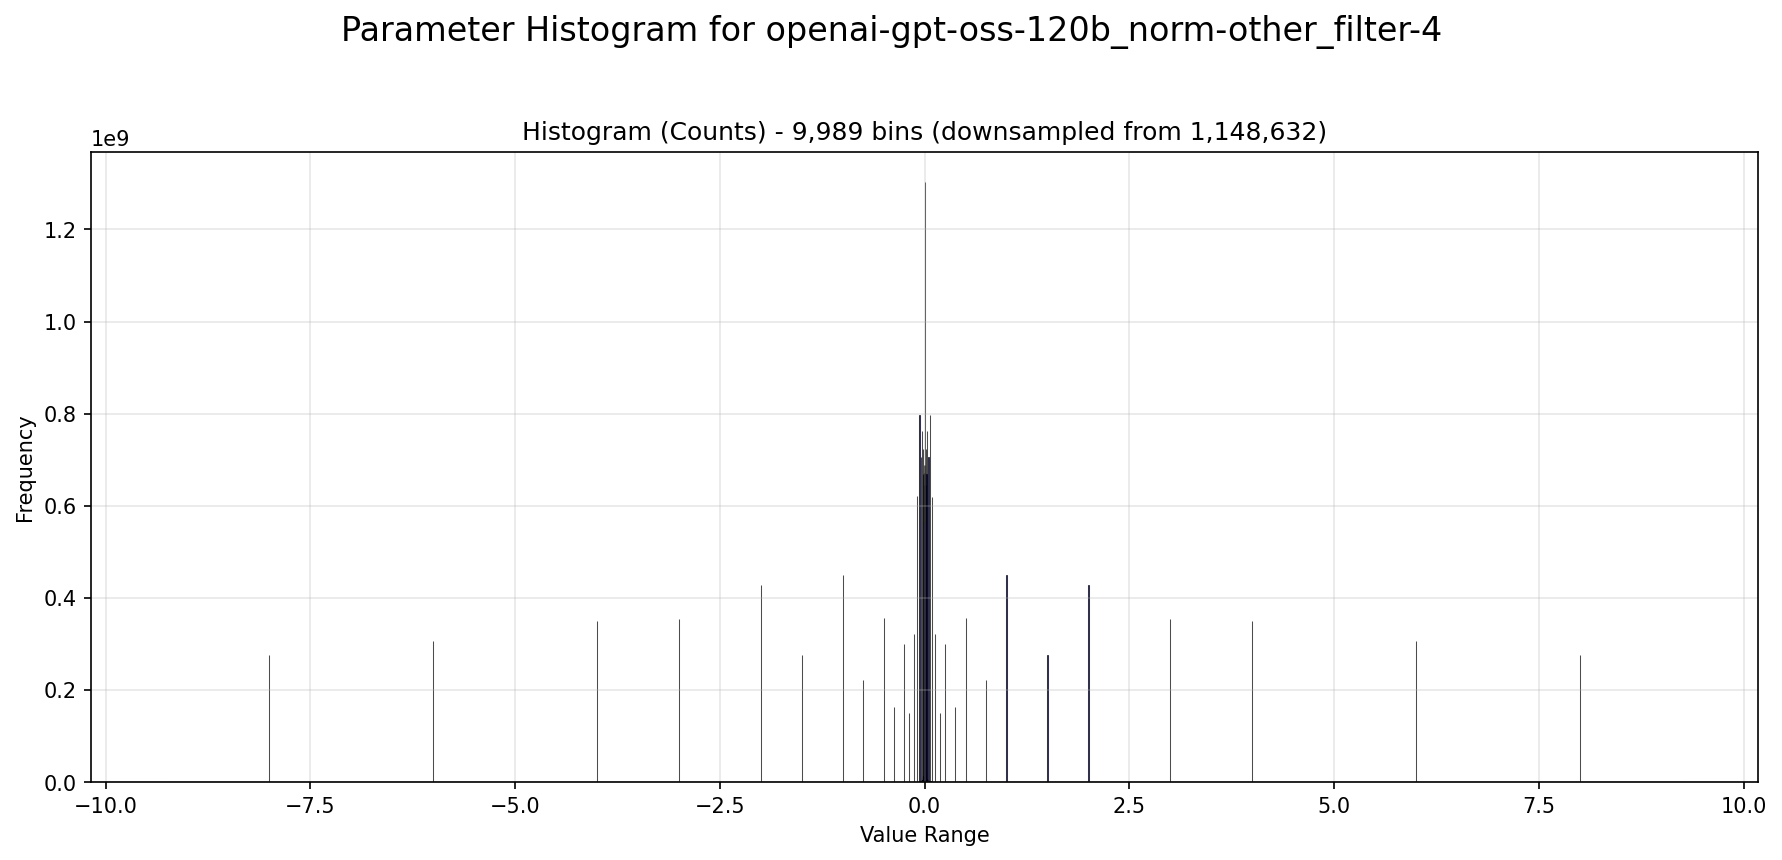 Parameter Histogram for openai-gpt-oss-120b_norm-other_filter-4
Histogram (Counts) - 9,989 bins (downsampled from 1,148,632)
1e9
1.2
1.0
0.8
0.6
0.4
0.2
0.0
Frequency
−10.0 −7.5 −5.0 −2.5 0.0 2.5 5.0 7.5 10.0
Value Range